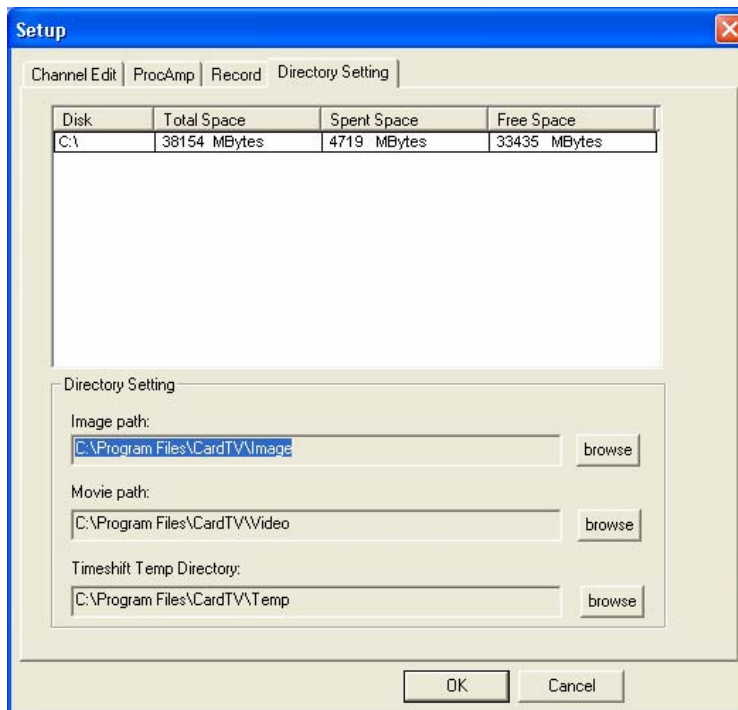 Setup
Channel Edit ProcAmp Record Directory Setting
Disk Total Space Spent Space Free Space
C:\ 38154 MBytes 4719 MBytes 33435 MBytes
Directory Setting
Image path:
C:\Program Files\CardTV\Image browse
Movie path:
C:\Program Files\CardTV\Video browse
Timeshift Temp Directory:
C:\Program Files\CardTV\Temp browse
OK Cancel